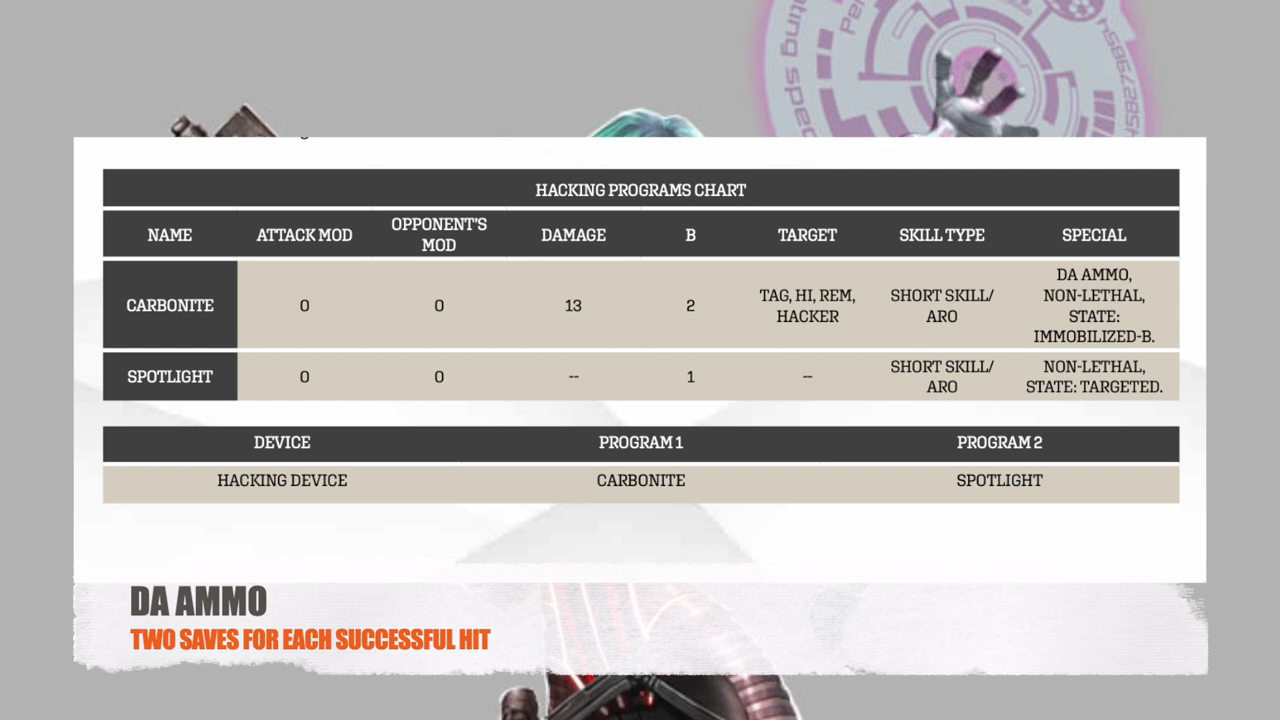 HACKING PROGRAMS CHART
NAME ATTACK MOD OPPONENT'S MOD DAMAGE B TARGET SKILL TYPE SPECIAL
CARBONITE 0 0 13 2 TAG, HI, REM, HACKER SHORT SKILL/ ARO DA AMMO, NON-LETHAL, STATE: IMMOBILIZED-B.
SPOTLIGHT 0 0 -- 1 -- SHORT SKILL/ ARO NON-LETHAL, STATE: TARGETED.
DEVICE PROGRAM 1 PROGRAM 2
HACKING DEVICE CARBONITE SPOTLIGHT
DA AMMO
TWO SAVES FOR EACH SUCCESSFUL HIT